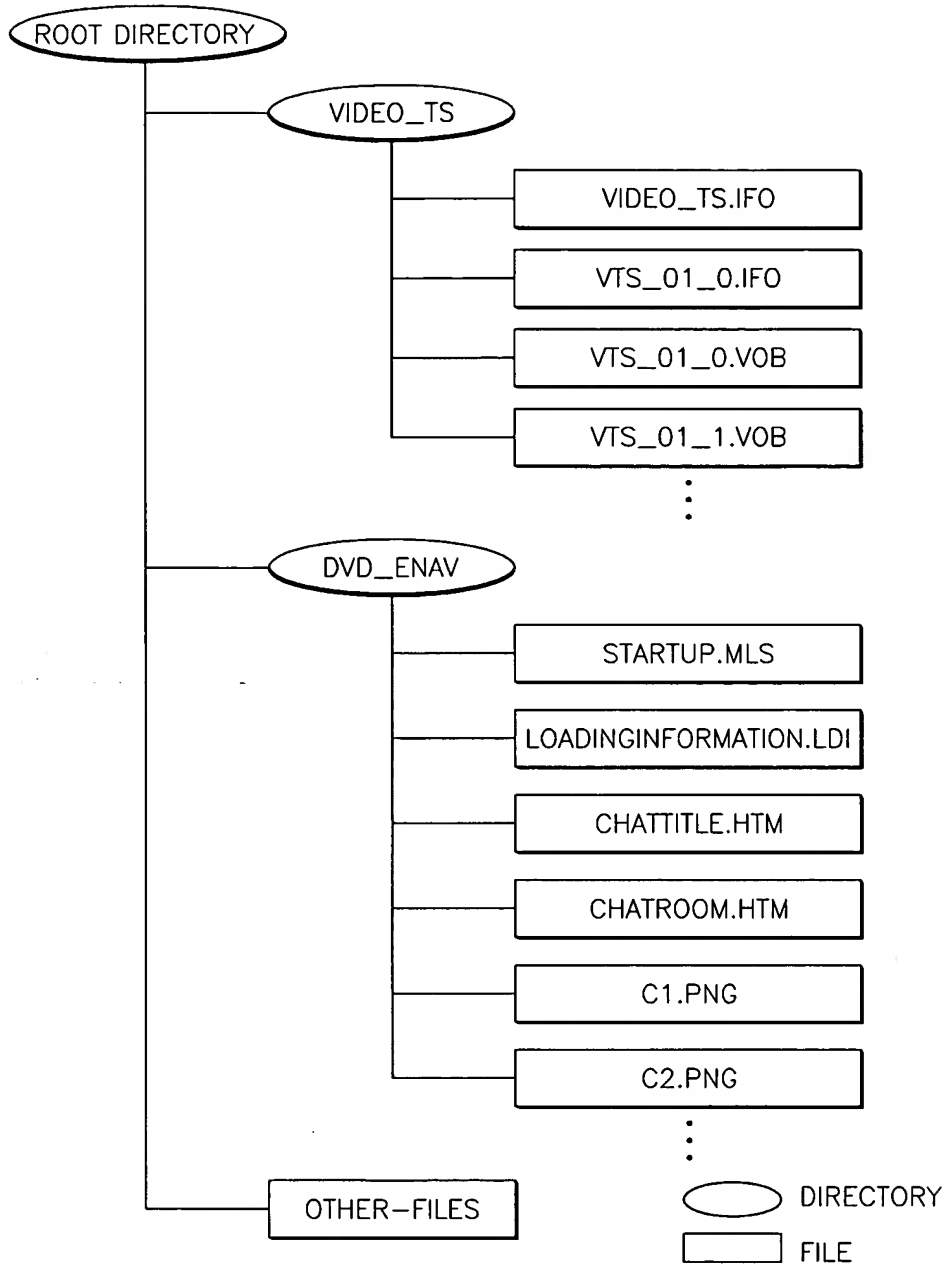 ROOT DIRECTORY
VIDEO_TS
VIDEO_TS.IFO
VTS_01_0.IFO
VTS_01_0.VOB
VTS_01_1.VOB
DVD_ENAV
STARTUP.MLS
LOADINGINFORMATION.LDI
CHATTITLE.HTM
CHATROOM.HTM
C1.PNG
C2.PNG
OTHER-FILES
DIRECTORY
FILE